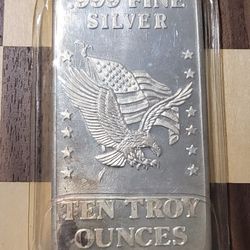 .999 FINE
SILVER
TEN TROY
OUNCES